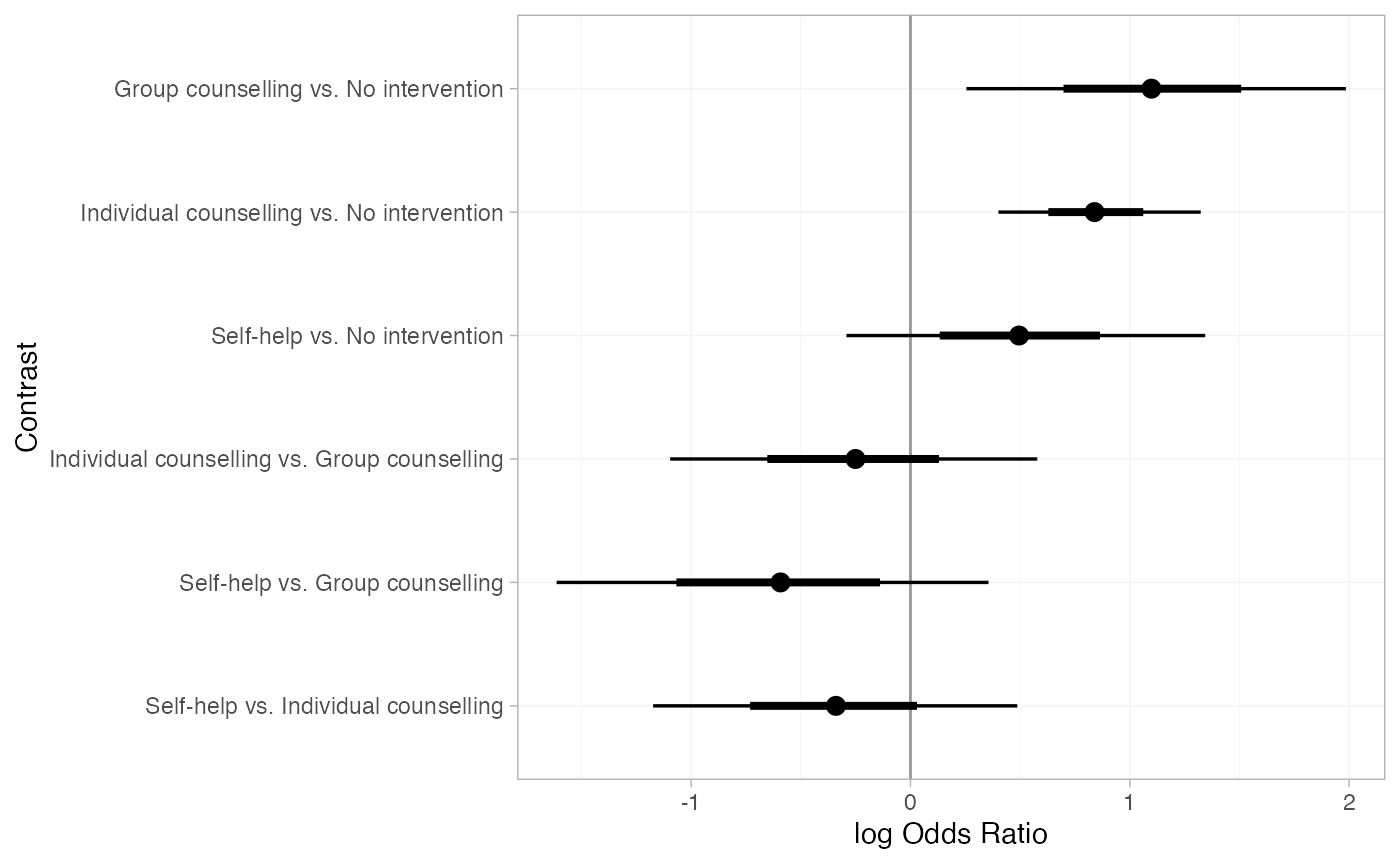 Group counselling vs. No intervention
Individual counselling vs. No intervention
Self-help vs. No intervention
Contrast
Individual counselling vs. Group counselling
Self-help vs. Group counselling
Self-help vs. Individual counselling
-1 0 1 2
log Odds Ratio